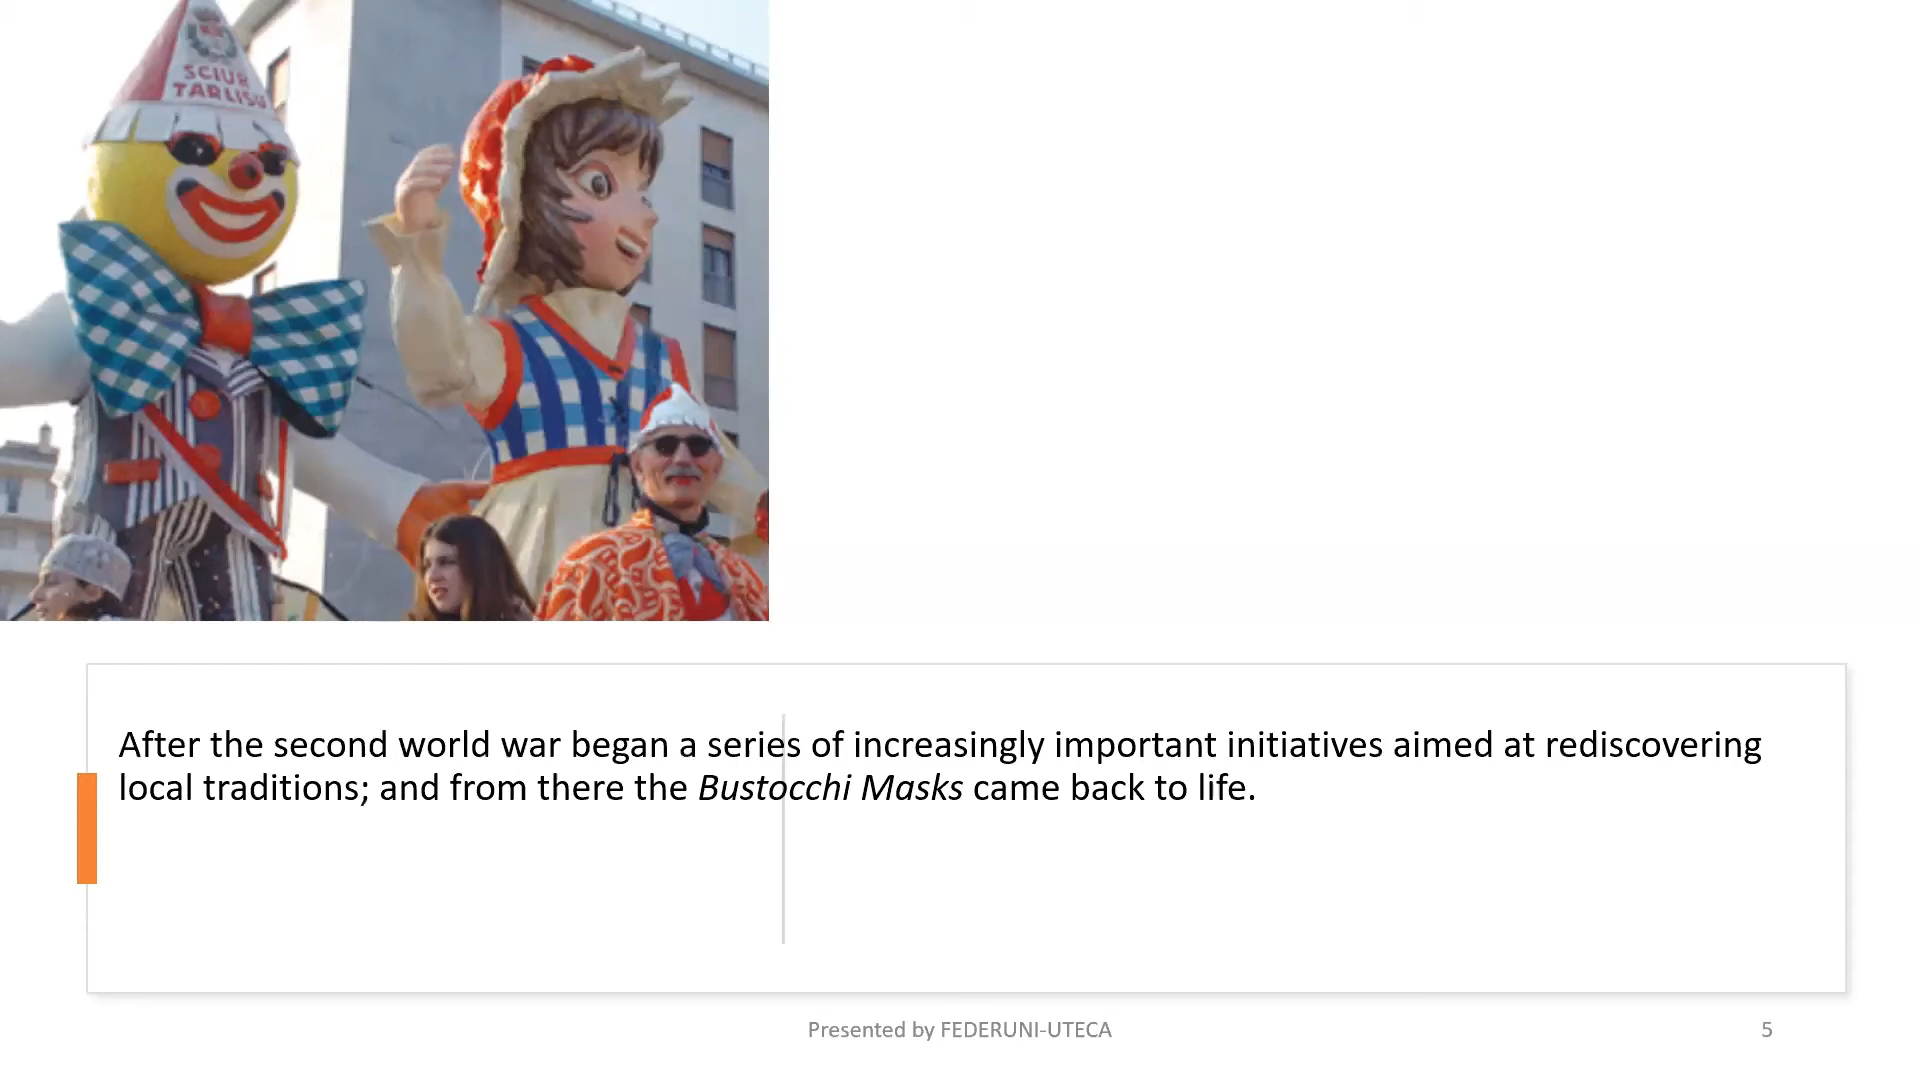 SCIUR
TARLISU
After the second world war began a series of increasingly important initiatives aimed at rediscovering
local traditions; and from there the Bustocchi Masks came back to life.
Presented by FEDERUNI-UTECA
5